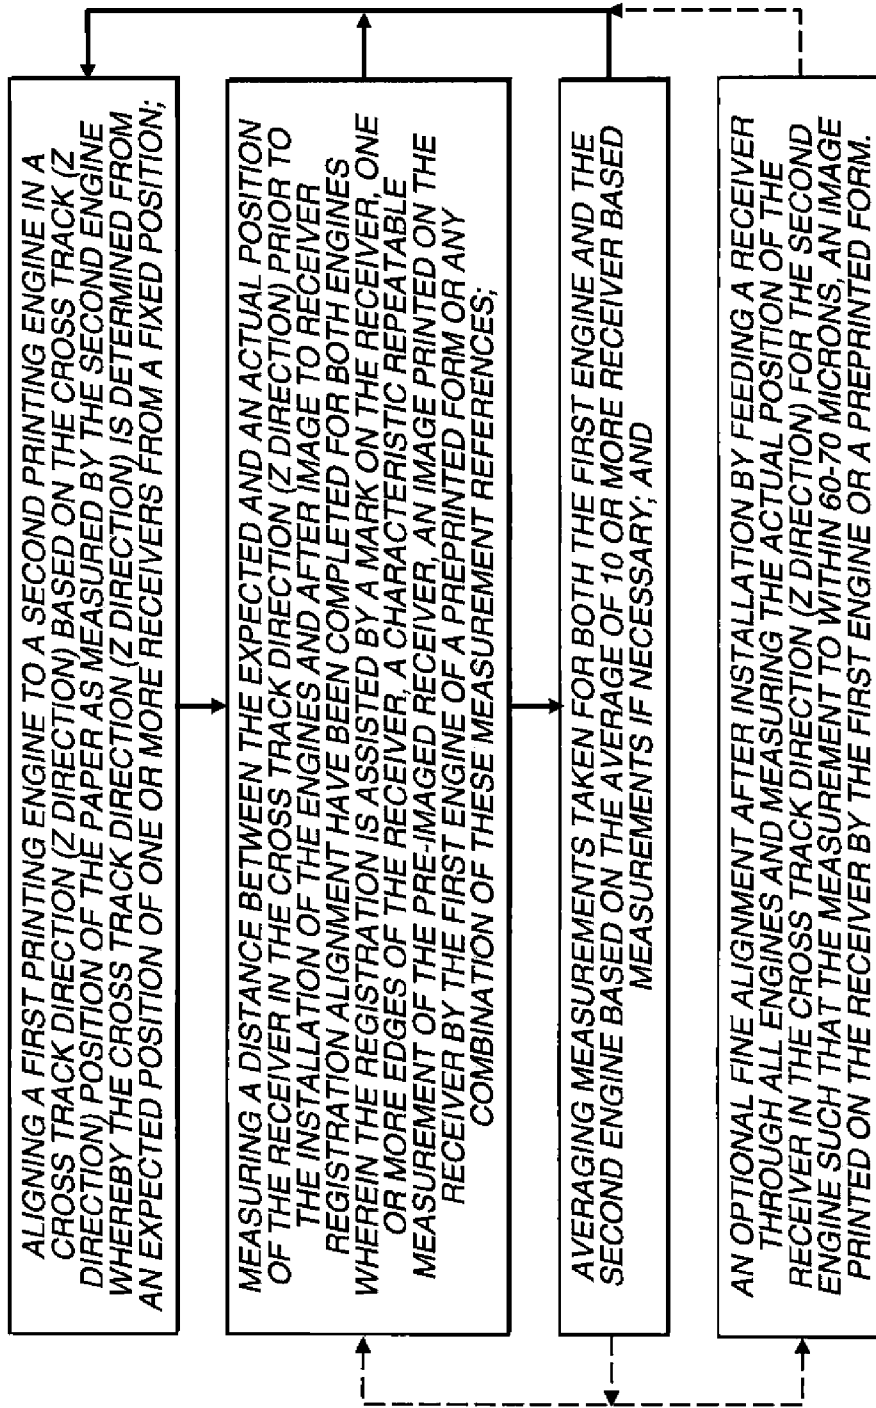 ALIGNING A FIRST PRINTING ENGINE TO A SECOND PRINTING ENGINE IN A
CROSS TRACK DIRECTION (Z DIRECTION) BASED ON THE CROSS TRACK (Z
DIRECTION) POSITION OF THE PAPER AS MEASURED BY THE SECOND ENGINE
WHEREBY THE CROSS TRACK DIRECTION (Z DIRECTION) IS DETERMINED FROM
AN EXPECTED POSITION OF ONE OR MORE RECEIVERS FROM A FIXED POSITION;
MEASURING A DISTANCE BETWEEN THE EXPECTED AND AN ACTUAL POSITION
OF THE RECEIVER IN THE CROSS TRACK DIRECTION (Z DIRECTION) PRIOR TO
THE INSTALLATION OF THE ENGINES AND AFTER IMAGE TO RECEIVER
REGISTRATION ALIGNMENT HAVE BEEN COMPLETED FOR BOTH ENGINES
WHEREIN THE REGISTRATION IS ASSISTED BY A MARK ON THE RECEIVER, ONE
OR MORE EDGES OF THE RECEIVER, A CHARACTERISTIC REPEATABLE
MEASUREMENT OF THE PRE-IMAGED RECEIVER, AN IMAGE PRINTED ON THE
RECEIVER BY THE FIRST ENGINE OF A PREPRINTED FORM OR ANY
COMBINATION OF THESE MEASUREMENT REFERENCES;
AVERAGING MEASUREMENTS TAKEN FOR BOTH THE FIRST ENGINE AND THE
SECOND ENGINE BASED ON THE AVERAGE OF 10 OR MORE RECEIVER BASED
MEASUREMENTS IF NECESSARY; AND
AN OPTIONAL FINE ALIGNMENT AFTER INSTALLATION BY FEEDING A RECEIVER
THROUGH ALL ENGINES AND MEASURING THE ACTUAL POSITION OF THE
RECEIVER IN THE CROSS TRACK DIRECTION (Z DIRECTION) FOR THE SECOND
ENGINE SUCH THAT THE MEASUREMENT TO WITHIN 60-70 MICRONS, AN IMAGE
PRINTED ON THE RECEIVER BY THE FIRST ENGINE OR A PREPRINTED FORM.